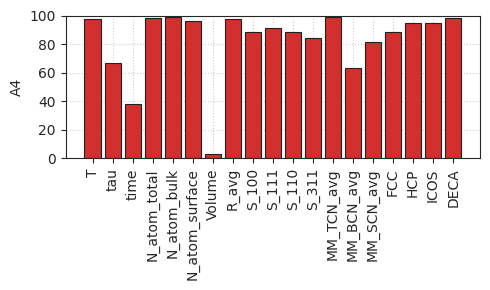 A4
100
80
60
40
20
0
T
tau
time
N_atom_total
N_atom_bulk
N_atom_surface
Volume
R_avg
S_100
S_111
S_110
S_311
MM_TCN_avg
MM_BCN_avg
MM_SCN_avg
FCC
HCP
ICOS
DECA